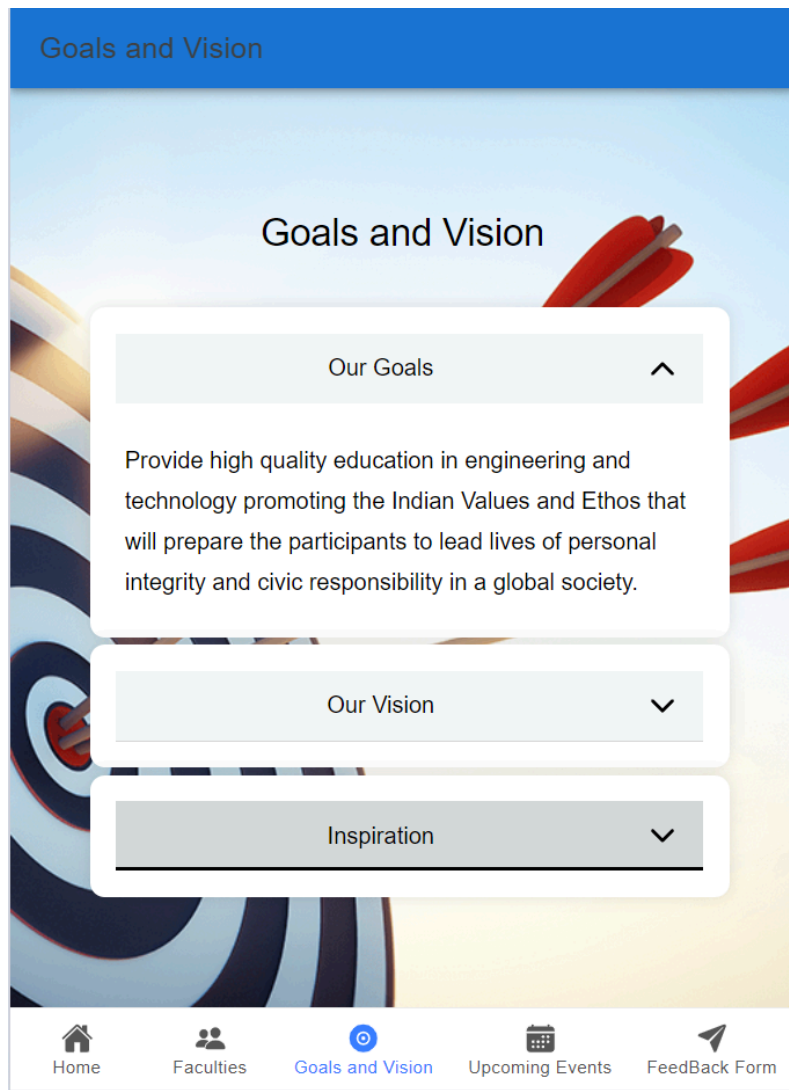 Goals and Vision
Goals and Vision
Our Goals
Provide high quality education in engineering and
technology promoting the Indian Values and Ethos that
will prepare the participants to lead lives of personal
integrity and civic responsibility in a global society.
Our Vision
Inspiration
Home Faculties Goals and Vision Upcoming Events FeedBack Form